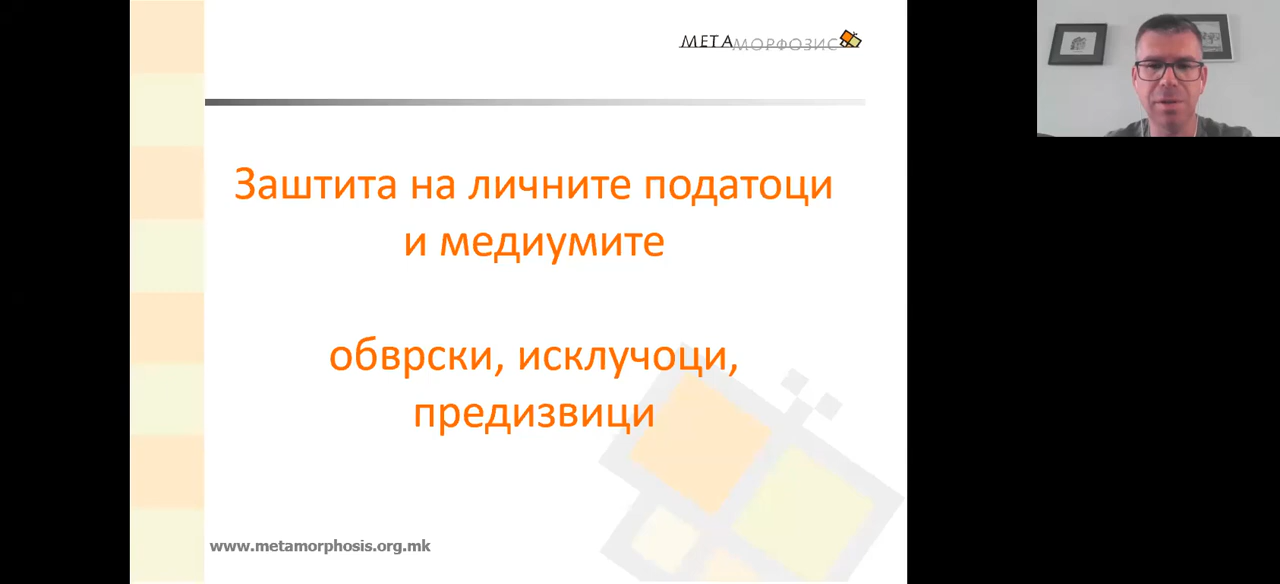 МЕТАМОРФОЗИС
Заштита на личните податоци
и медиумите
обврски, исклучоци,
предизвици
www.metamorphosis.org.mk